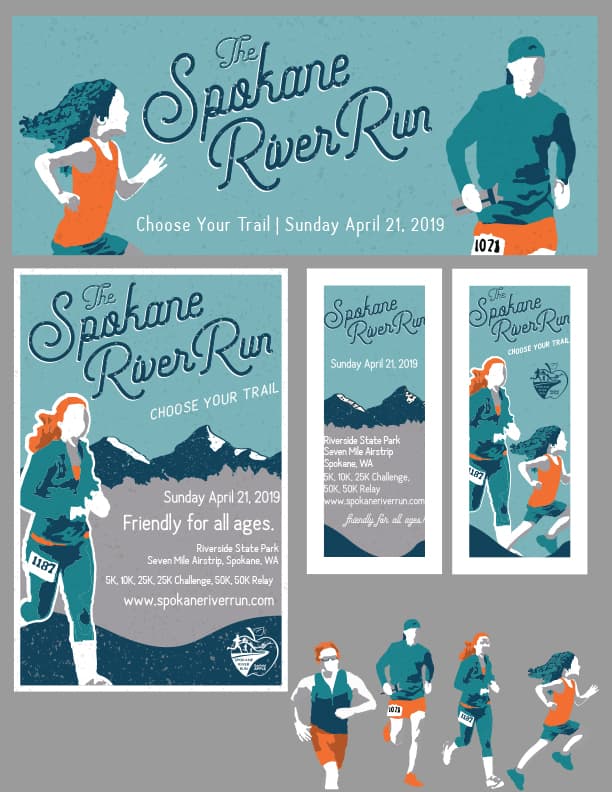 The
Spokane
River Run
Choose Your Trail | Sunday April 21, 2019
1071
The
Spokane
River Run
CHOOSE YOUR TRAIL
Sunday April 21, 2019
Friendly for all ages.
Riverside State Park
Seven Mile Airstrip, Spokane, WA
5K, 10K, 25K, 25K Challenge, 50K, 50K Relay
www.spokaneriverrun.com
1187
SPOKANE
RIVER
RUN
Spokane
River Run
Sunday April 21, 2019
Riverside State Park
Seven Mile Airstrip
Spokane, WA
5K, 10K, 25K Challenge,
50K, 50K Relay
www.spokaneriverrun.com
friendly for all ages!
The
Spokane
River Run
CHOOSE YOUR TRAIL
1187
1071
1187